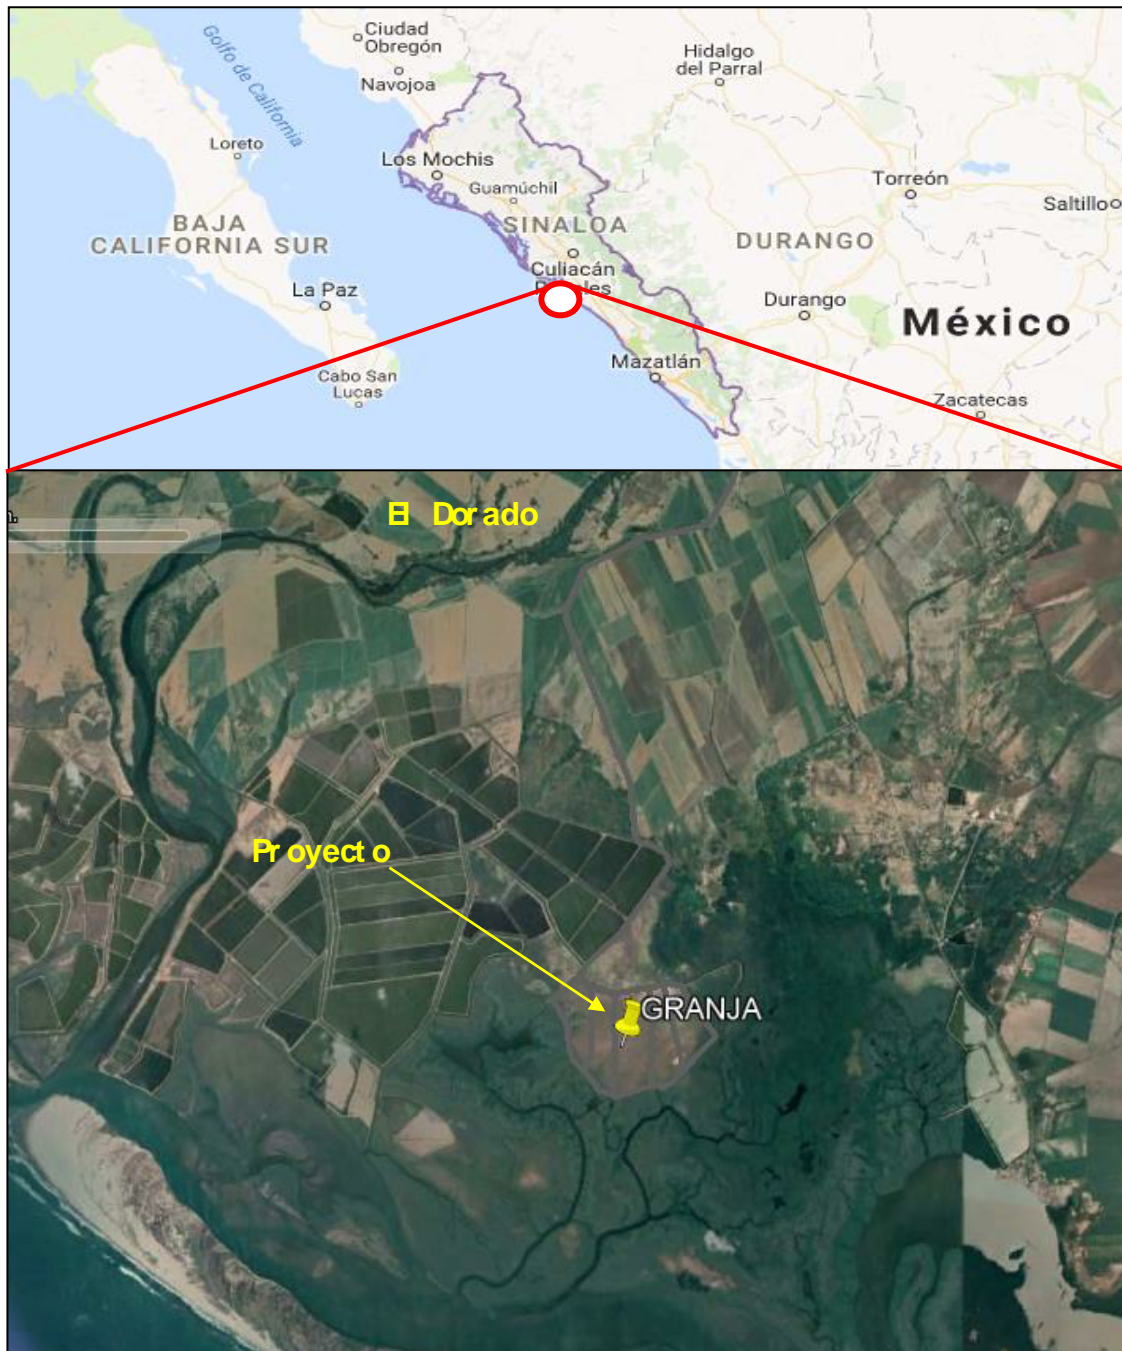 Ciudad
Obregón
Navojoa
Hidalgo
del Parral
Golfo de California
Loreto
Los Mochis
Guamúchil
Torreón
Saltillo
BAJA
CALIFORNIA SUR
SINALOA
DURANGO
Culiacán
La Paz
Durango
México
Mazatlán
Cabo San
Lucas
Zacatecas
El Dorado
Proyecto
GRANJA